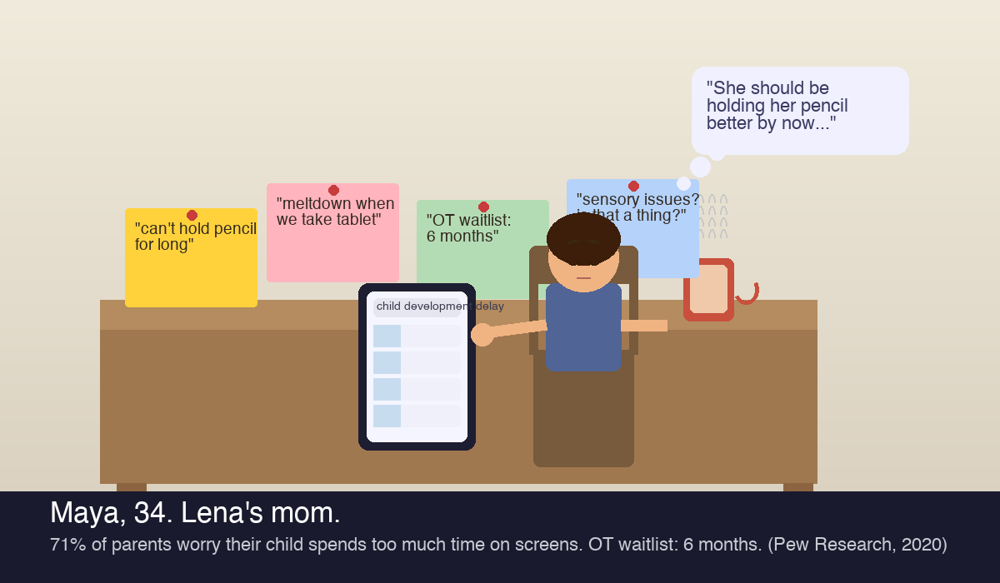 "She should be
holding her pencil
better by now..."
"can't hold pencil
for long"
"meltdown when
we take tablet"
"OT waitlist:
6 months"
"sensory issues?
is that a thing?"
child development delay
Maya, 34. Lena's mom.
71% of parents worry their child spends too much time on screens. OT waitlist: 6 months. (Pew Research, 2020)